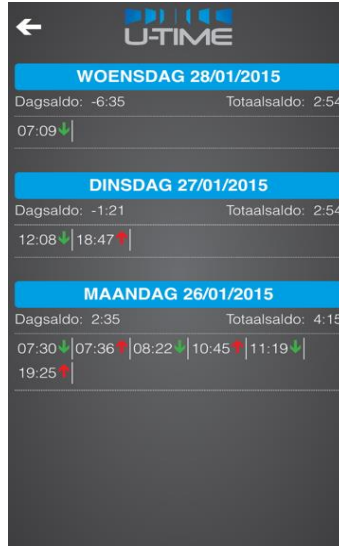 U-TIME
WOENSDAG 28/01/2015
Dagsaldo: -6:35 Totaalsaldo: 2:54
07:09
DINSDAG 27/01/2015
Dagsaldo: -1:21 Totaalsaldo: 2:54
12:08 18:47
MAANDAG 26/01/2015
Dagsaldo: 2:35 Totaalsaldo: 4:15
07:30 07:36 08:22 10:45 11:19
19:25